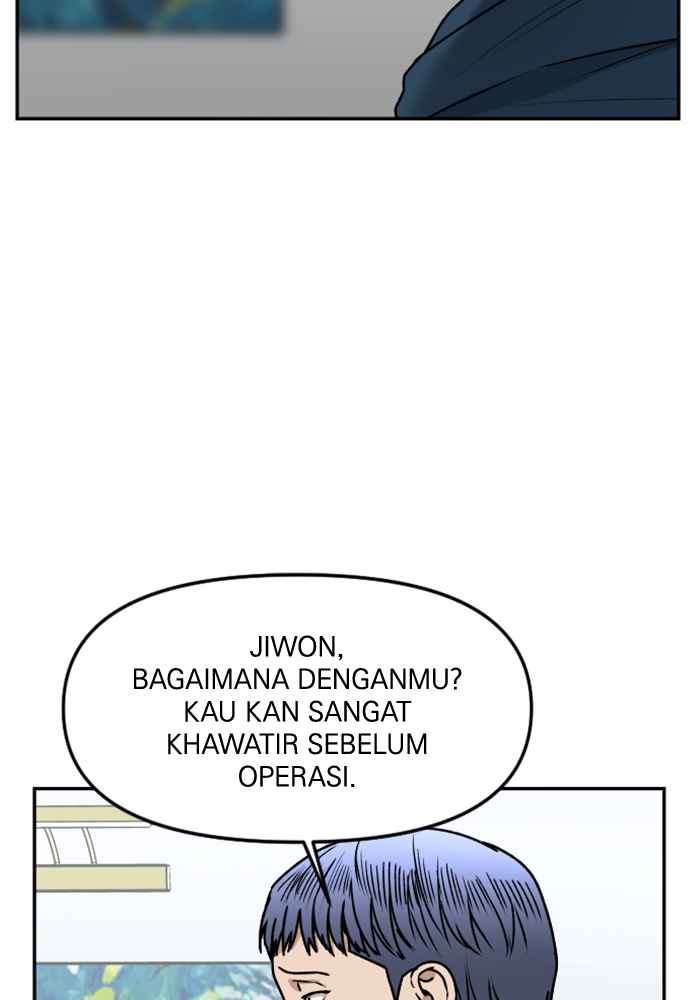 JIWON,
BAGAIMANA DENGANMU?
KAU KAN SANGAT
KHAWATIR SEBELUM
OPERASI.